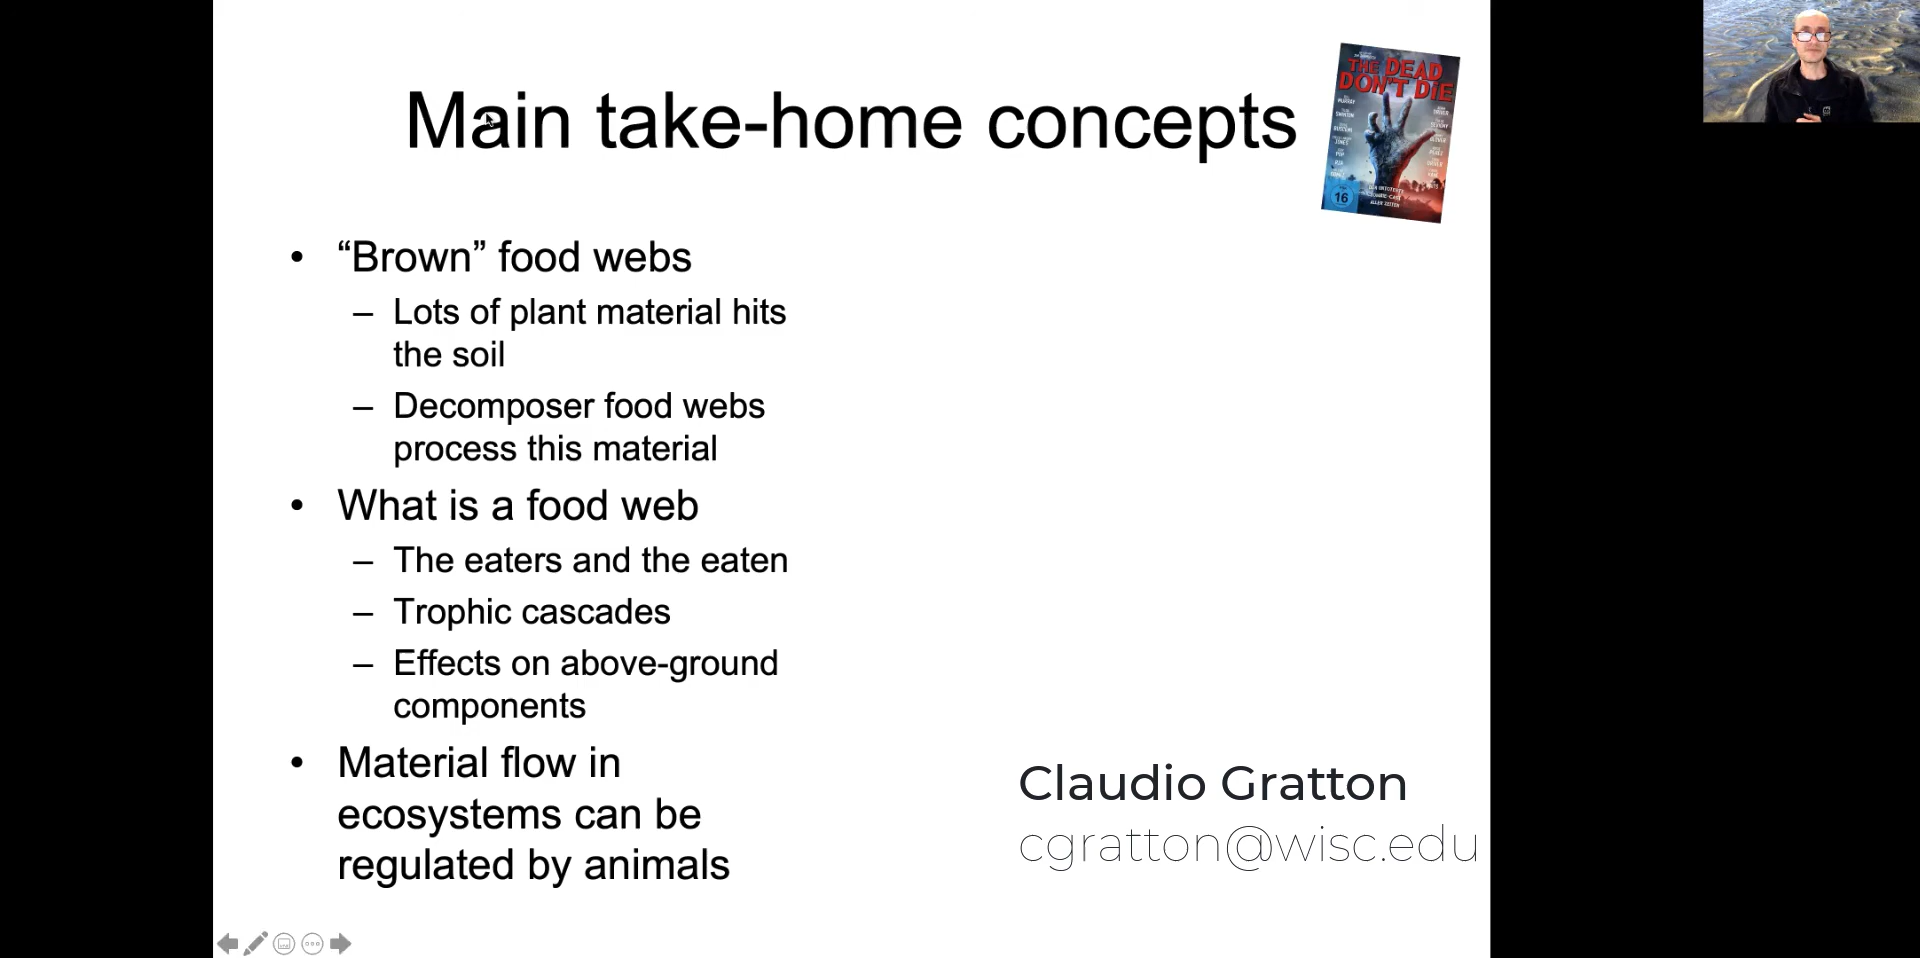 Main take-home concepts
THE DEAD
DON'T DIE
16
• “Brown” food webs
– Lots of plant material hits
the soil
– Decomposer food webs
process this material
• What is a food web
– The eaters and the eaten
– Trophic cascades
– Effects on above-ground
components
• Material flow in
ecosystems can be
regulated by animals
Claudio Gratton
cgratton@wisc.edu